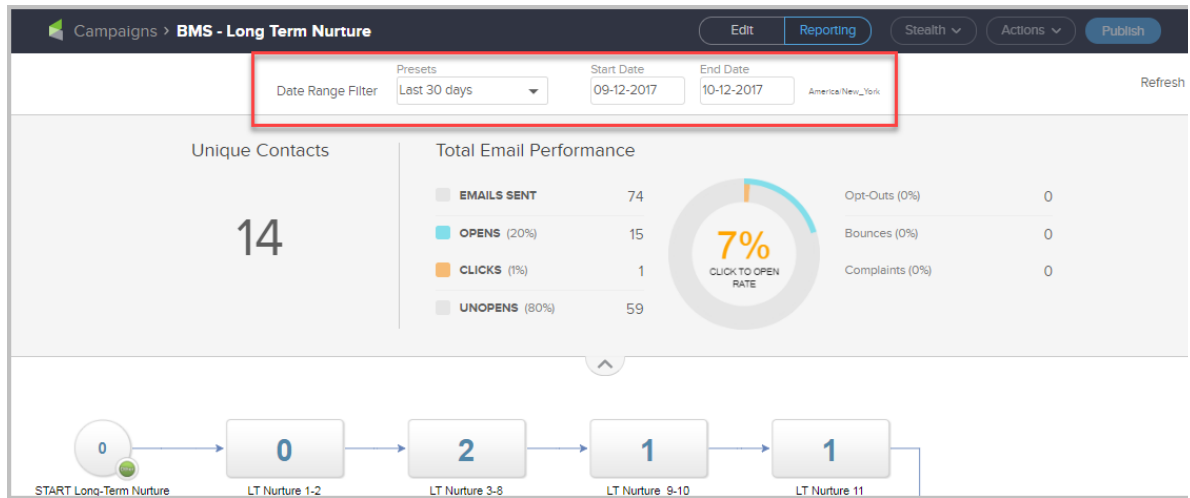 Campaigns > BMS - Long Term Nurture
Edit
Reporting
Stealth
Actions
Publish
Date Range Filter
Presets
Last 30 days
Start Date
09-12-2017
End Date
10-12-2017
America/New_York
Refresh
Unique Contacts
14
Total Email Performance
EMAILS SENT 74
OPENS (20%) 15
CLICKS (1%) 1
UNOPENS (80%) 59
7%
CLICK TO OPEN
RATE
Opt-Outs (0%) 0
Bounces (0%) 0
Complaints (0%) 0
0
START Long-Term Nurture
0
LT Nurture 1-2
2
LT Nurture 3-8
1
LT Nurture 9-10
1
LT Nurture 11